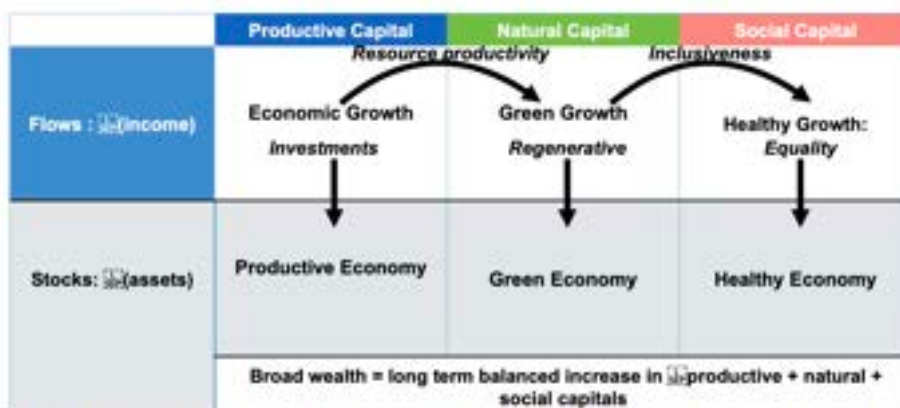 Productive Capital Natural Capital Social Capital
Resource productivity Inclusiveness
Flows : (income)
Economic Growth
Green Growth
Healthy Growth:
Investments
Regenerative
Equality
Stocks: (assets)
Productive Economy
Green Economy
Healthy Economy
Broad wealth = long term balanced increase in productive + natural +
social capitals